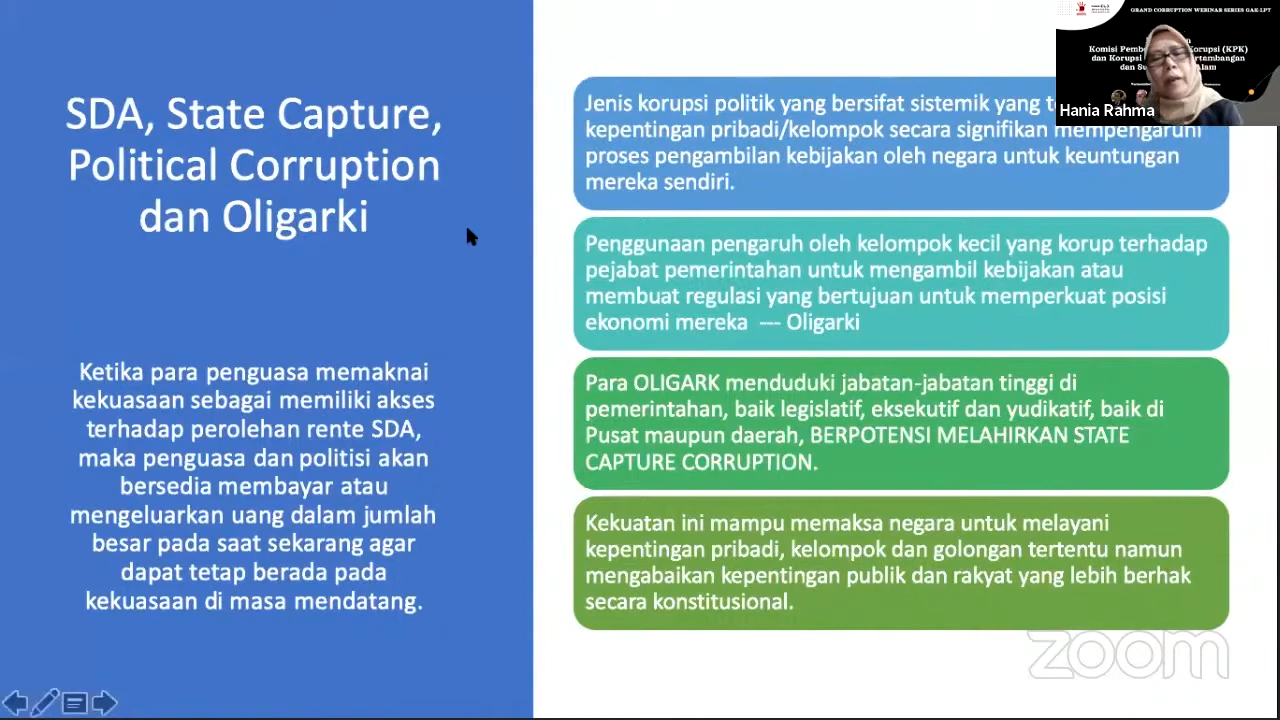 SDA, State Capture,
Political Corruption
dan Oligarki
Ketika para penguasa memaknai
kekuasaan sebagai memiliki akses
terhadap perolehan rente SDA,
maka penguasa dan politisi akan
bersedia membayar atau
mengeluarkan uang dalam jumlah
besar pada saat sekarang agar
dapat tetap berada pada
kekuasaan di masa mendatang.
Jenis korupsi politik yang bersifat sistemik yang
kepentingan pribadi/kelompok secara signifikan mempengaruhi
proses pengambilan kebijakan oleh negara untuk keuntungan
mereka sendiri.
Penggunaan pengaruh oleh kelompok kecil yang korup terhadap
pejabat pemerintahan untuk mengambil kebijakan atau
membuat regulasi yang bertujuan untuk memperkuat posisi
ekonomi mereka --- Oligarki
Para OLIGARK menduduki jabatan-jabatan tinggi di
pemerintahan, baik legislatif, eksekutif dan yudikatif, baik di
Pusat maupun daerah, BERPOTENSI MELAHIRKAN STATE
CAPTURE CORRUPTION.
Kekuatan ini mampu memaksa negara untuk melayani
kepentingan pribadi, kelompok dan golongan tertentu namun
mengabaikan kepentingan publik dan rakyat yang lebih berhak
secara konstitusional.
GRAND CORRUPTION WEBINAR SERIES GAK-LPT
Komisi (KPK)
dan Korupsi
dan
Hania Rahma
zoom